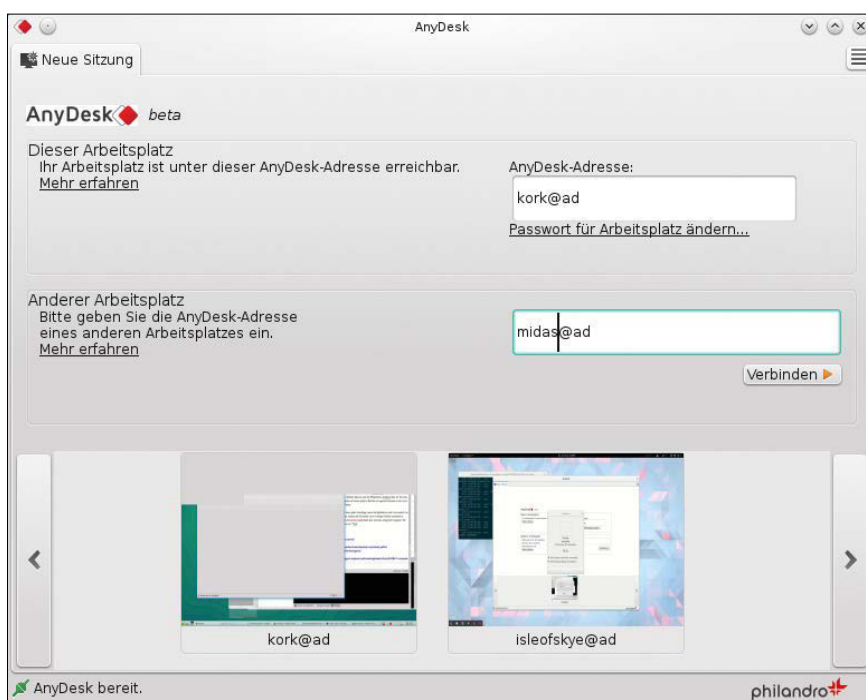 AnyDesk
Neue Sitzung
AnyDesk beta
Dieser Arbeitsplatz
Ihr Arbeitsplatz ist unter dieser AnyDesk-Adresse erreichbar.
Mehr erfahren
AnyDesk-Adresse:
kork@ad
Passwort für Arbeitsplatz ändern...
Anderer Arbeitsplatz
Bitte geben Sie die AnyDesk-Adresse
eines anderen Arbeitsplatzes ein.
Mehr erfahren
midas@ad
Verbinden
kork@ad
isleofskye@ad
AnyDesk bereit.
philandro